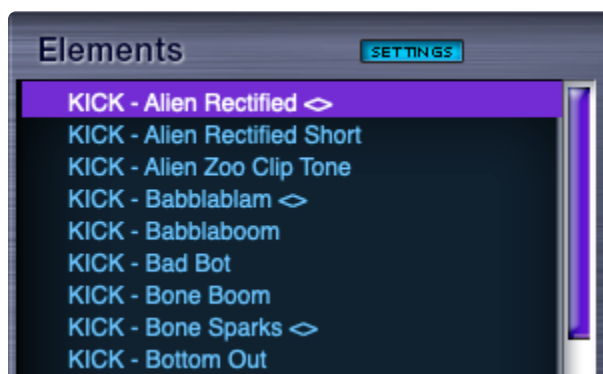 Elements
SETTINGS
KICK - Alien Rectified <>
KICK - Alien Rectified Short
KICK - Alien Zoo Clip Tone
KICK - Babblablam <>
KICK - Babblaboom
KICK - Bad Bot
KICK - Bone Boom
KICK - Bone Sparks <>
KICK - Bottom Out